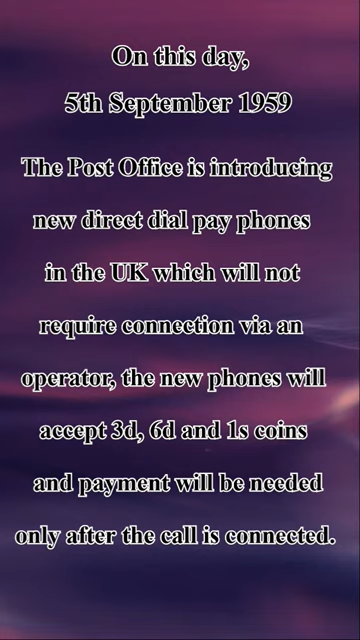 On this day,
5th September 1959
The Post Office is introducing
new direct dial pay phones
in the UK which will not
require connection via an
operator, the new phones will
accept 3d, 6d and 1s coins
and payment will be needed
only after the call is connected.